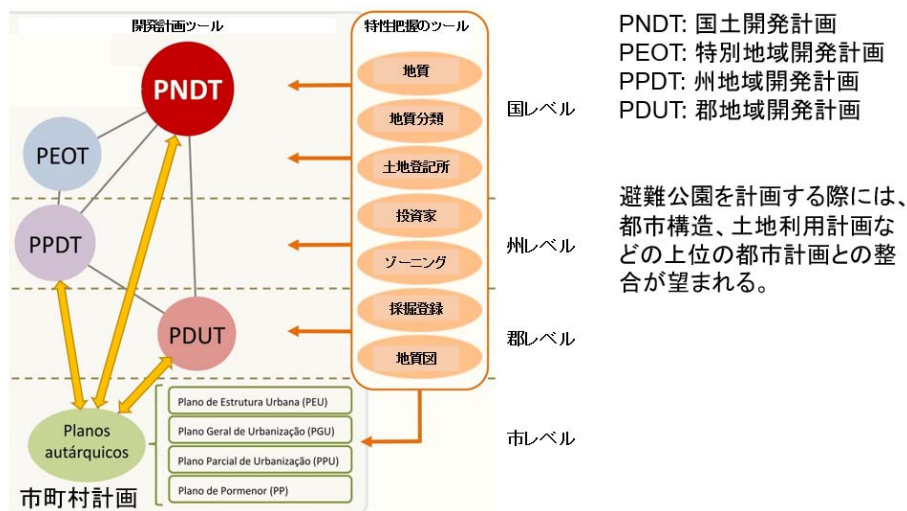 開発計画ツール
特性把握のツール
PNDT
PEOT
PPDT
PDUT
Planos
autárquicos
市町村計画
地質
地質分類
土地登記所
投資家
ゾーニング
採掘登録
地質図
Plano de Estrutura Urbana (PEU)
Plano Geral de Urbanização (PGU)
Plano Parcial de Urbanização (PPU)
Plano de Pormenor (PP)
国レベル
州レベル
郡レベル
市レベル
PNDT: 国土開発計画
PEOT: 特別地域開発計画
PPDT: 州地域開発計画
PDUT: 郡地域開発計画
避難公園を計画する際には、
都市構造、土地利用計画な
どの上位の都市計画との整
合が望まれる。